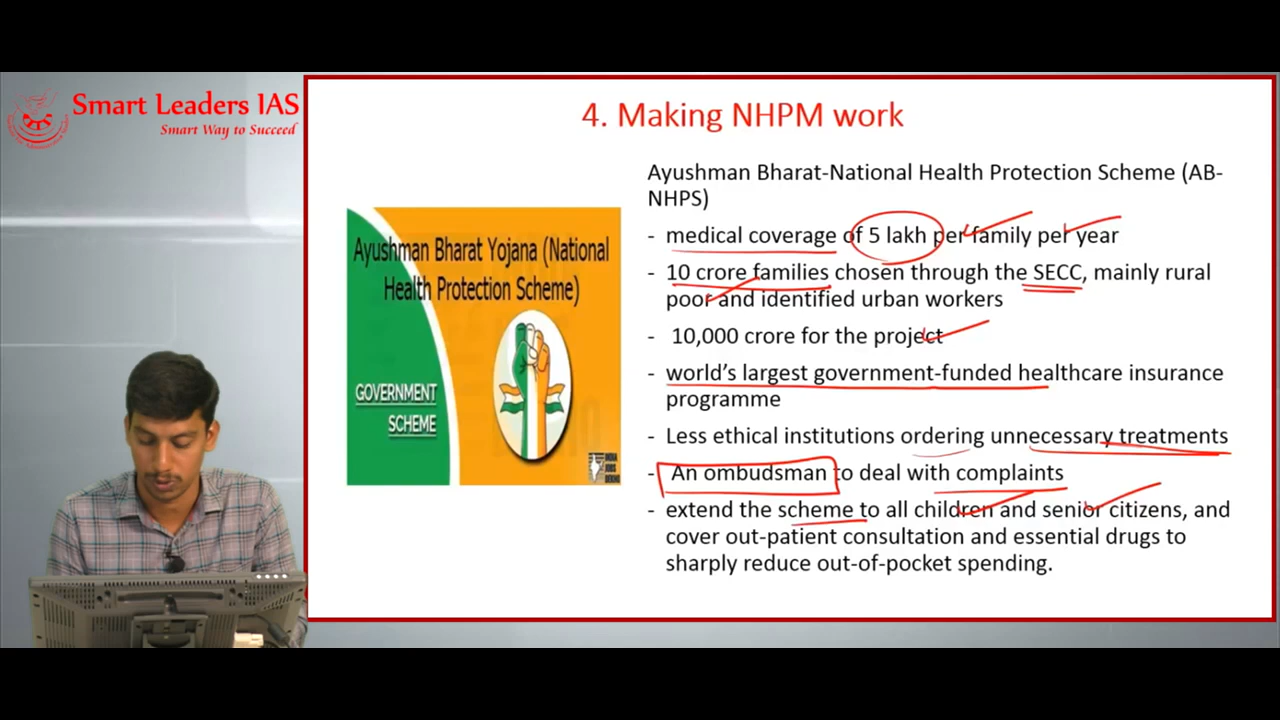 Smart Leaders IAS
Smart Way to Succeed
4. Making NHPM work
Ayushman Bharat-National Health Protection Scheme (AB-
NHPS)
- medical coverage of 5 lakh per family per year
- 10 crore families chosen through the SECC, mainly rural
poor and identified urban workers
- 10,000 crore for the project
- world's largest government-funded healthcare insurance
programme
- Less ethical institutions ordering unnecessary treatments
- An ombudsman to deal with complaints
- extend the scheme to all children and senior citizens, and
cover out-patient consultation and essential drugs to
sharply reduce out-of-pocket spending.
Ayushman Bharat Yojana (National
Health Protection Scheme)
GOVERNMENT
SCHEME